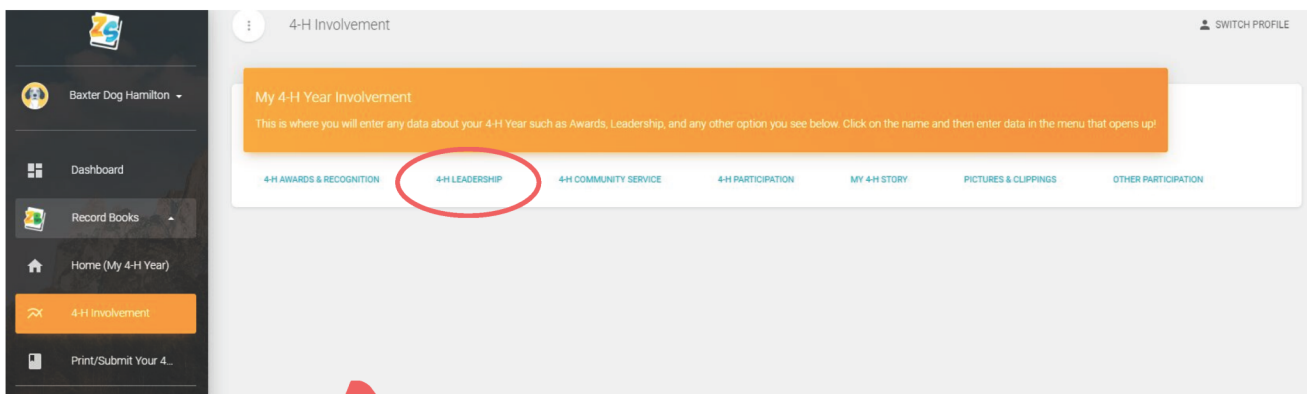 ZS
4-H Involvement
SWITCH PROFILE
Baxter Dog Hamilton
My 4-H Year Involvement
This is where you will enter any data about your 4-H Year such as Awards, Leadership, and any other option you see below. Click on the name and then enter data in the menu that opens up!
4-H AWARDS & RECOGNITION 4-H LEADERSHIP 4-H COMMUNITY SERVICE 4-H PARTICIPATION MY 4-H STORY PICTURES & CLIPPINGS OTHER PARTICIPATION
Dashboard
Record Books
Home (My 4-H Year)
4-H Involvement
Print/Submit Your 4...